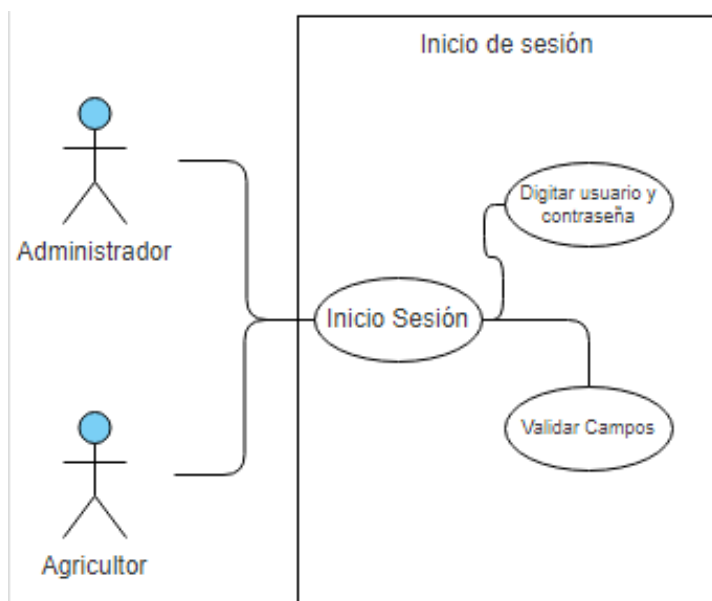 Inicio de sesión
Administrador
Digitar usuario y
contraseña
Inicio Sesión
Validar Campos
Agricultor